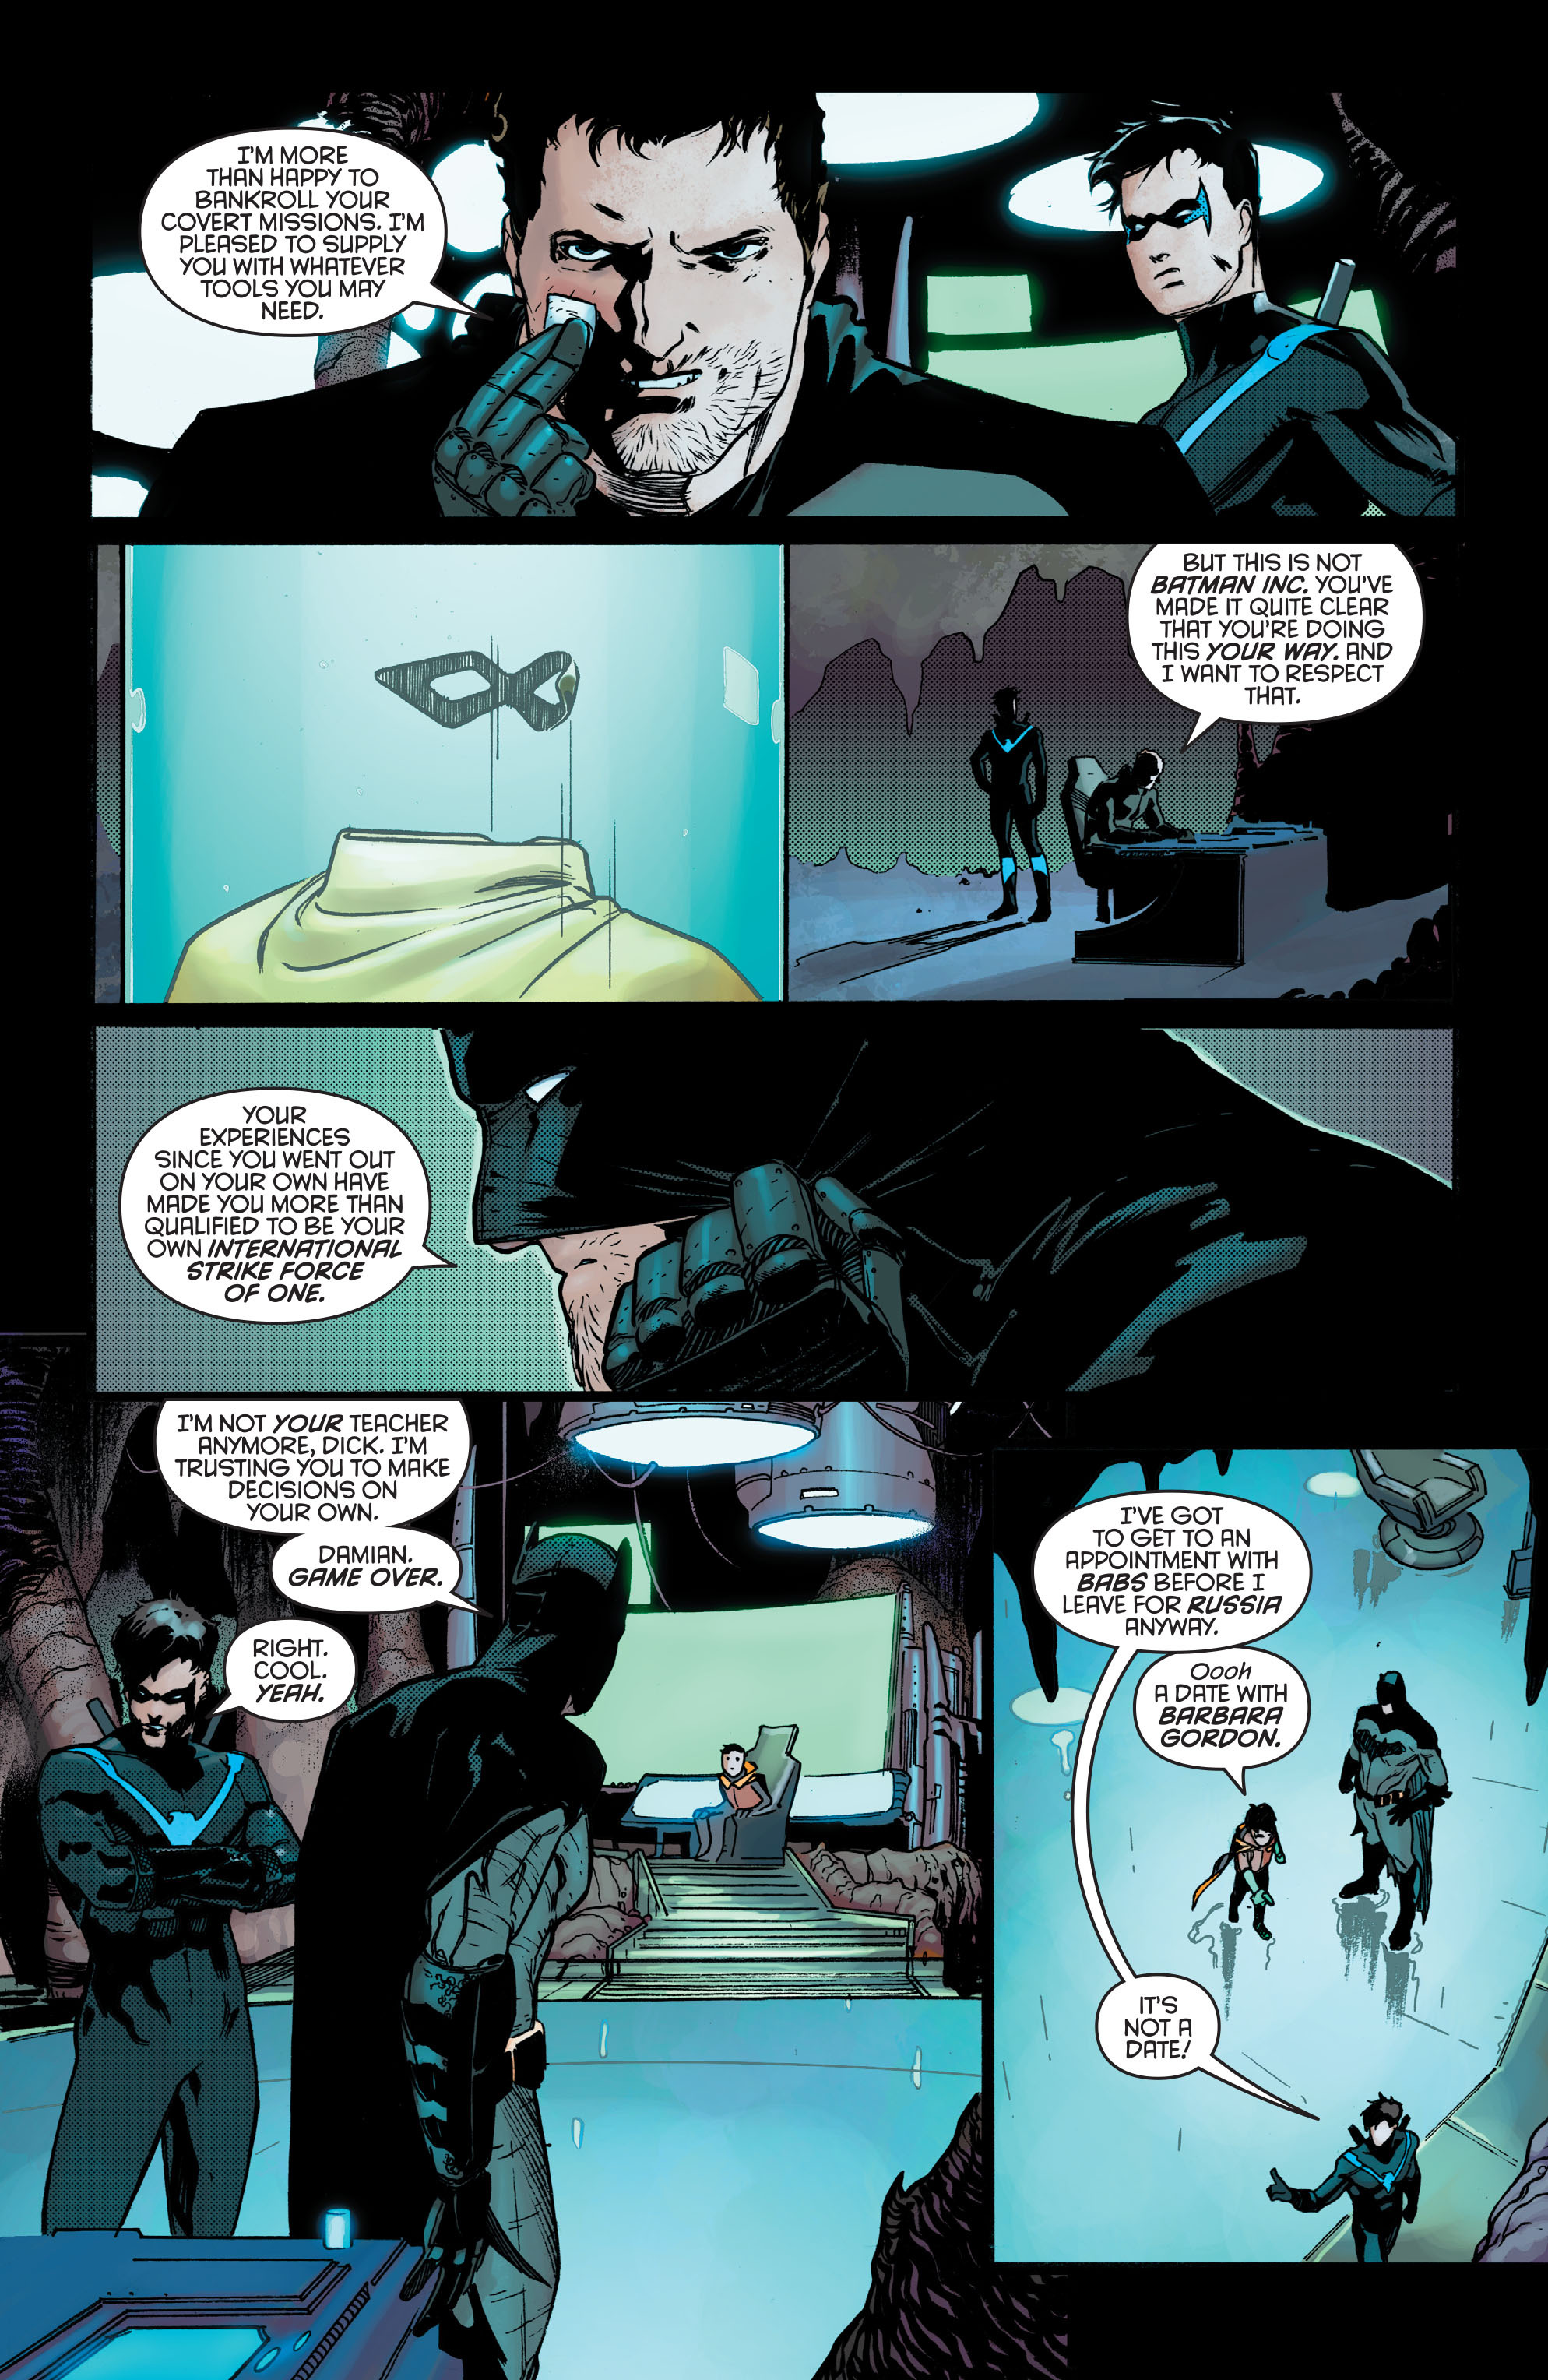 I'M MORE
THAN HAPPY TO
BANKROLL YOUR
COVERT MISSIONS. I'M
PLEASED TO SUPPLY
YOU WITH WHATEVER
TOOLS YOU MAY
NEED.
BUT THIS IS NOT
BATMAN INC. YOU'VE
MADE IT QUITE CLEAR
THAT YOU'RE DOING
THIS YOUR WAY. AND
I WANT TO RESPECT
THAT.
YOUR
EXPERIENCES
SINCE YOU WENT OUT
ON YOUR OWN HAVE
MADE YOU MORE THAN
QUALIFIED TO BE YOUR
OWN INTERNATIONAL
STRIKE FORCE
OF ONE.
I'M NOT YOUR TEACHER
ANYMORE, DICK. I'M
TRUSTING YOU TO MAKE
DECISIONS ON
YOUR OWN.
DAMIAN.
GAME OVER.
RIGHT.
COOL.
YEAH.
I'VE GOT
TO GET TO AN
APPOINTMENT WITH
BABS BEFORE I
LEAVE FOR RUSSIA
ANYWAY.
Oooh
A DATE WITH
BARBARA
GORDON.
IT'S
NOT A
DATE!